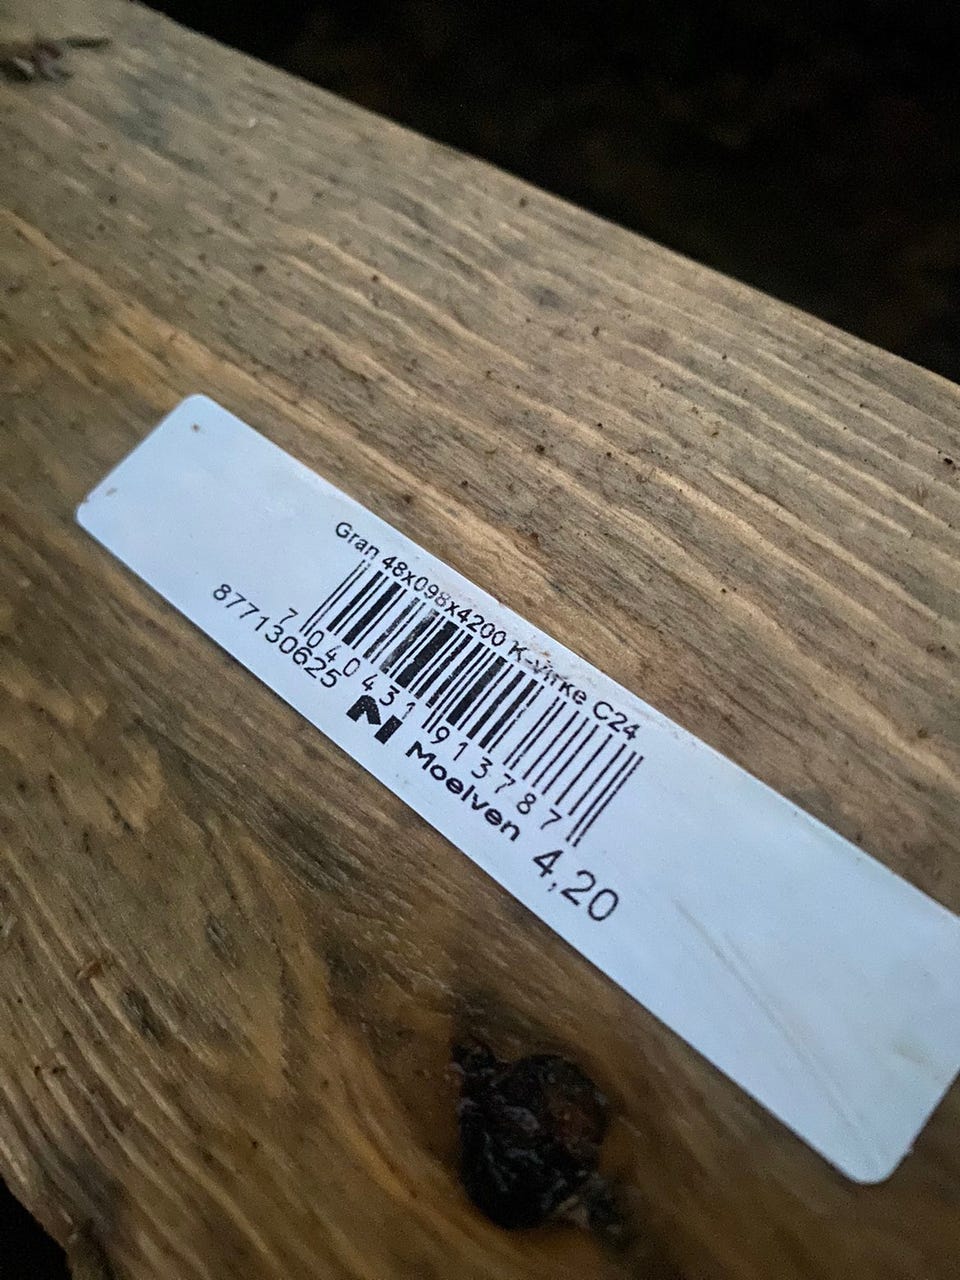 Gran 48x098x4200 K-virke C24
7 040431 913787
877130625
Moelven 4,20